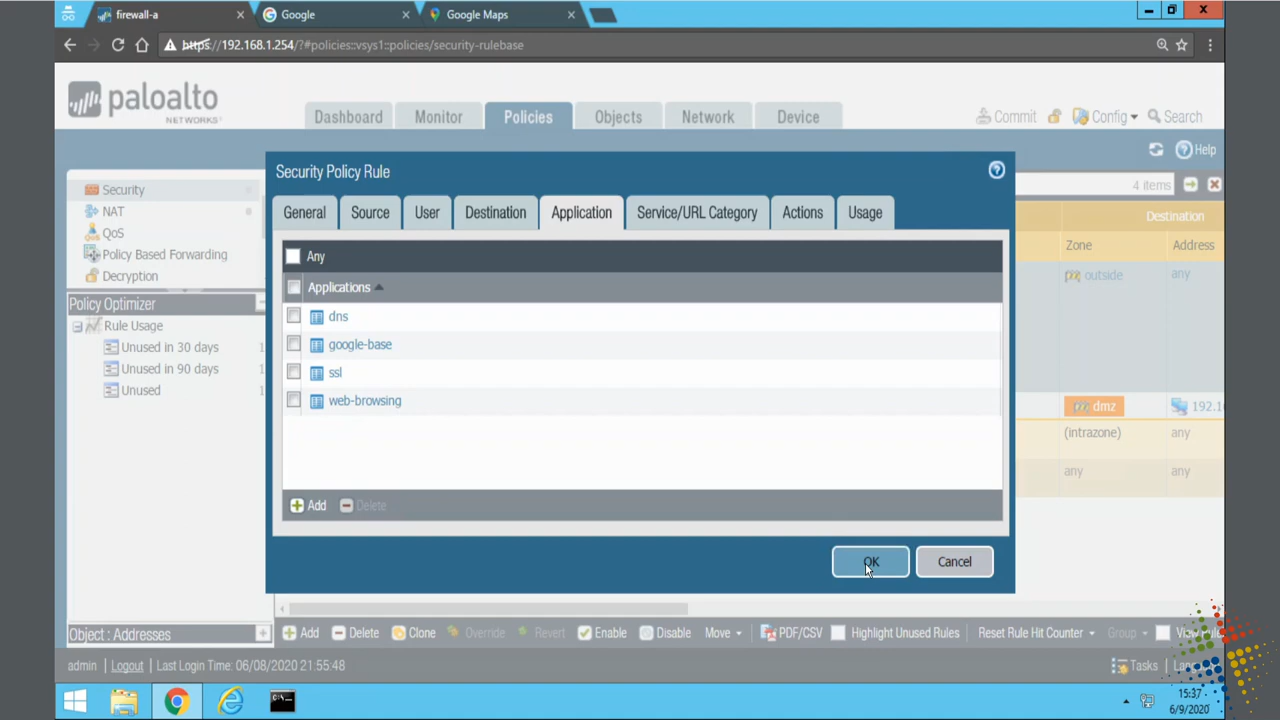 firewall-a
Google
Google Maps
https://192.168.1.254/?#policies::vsys1::policies/security-rulebase
paloalto
NETWORKS
Dashboard
Monitor
Policies
Objects
Network
Device
Commit
Config
Search
Help
Security
NAT
QoS
Policy Based Forwarding
Decryption
Policy Optimizer
Rule Usage
Unused in 30 days
Unused in 90 days
Unused
Object : Addresses
4 items
Destination
Zone
Address
outside
any
dmz
(intrazone)
any
any
any
Security Policy Rule
General
Source
User
Destination
Application
Service/URL Category
Actions
Usage
Any
Applications
dns
google-base
ssl
web-browsing
Add
Delete
OK
Cancel
Add
Delete
Clone
Override
Revert
Enable
Disable
Move
PDF/CSV
Highlight Unused Rules
Reset Rule Hit Counter
Group
admin
Logout
Last Login Time: 06/08/2020 21:55:48
Tasks
15:37
6/9/2020